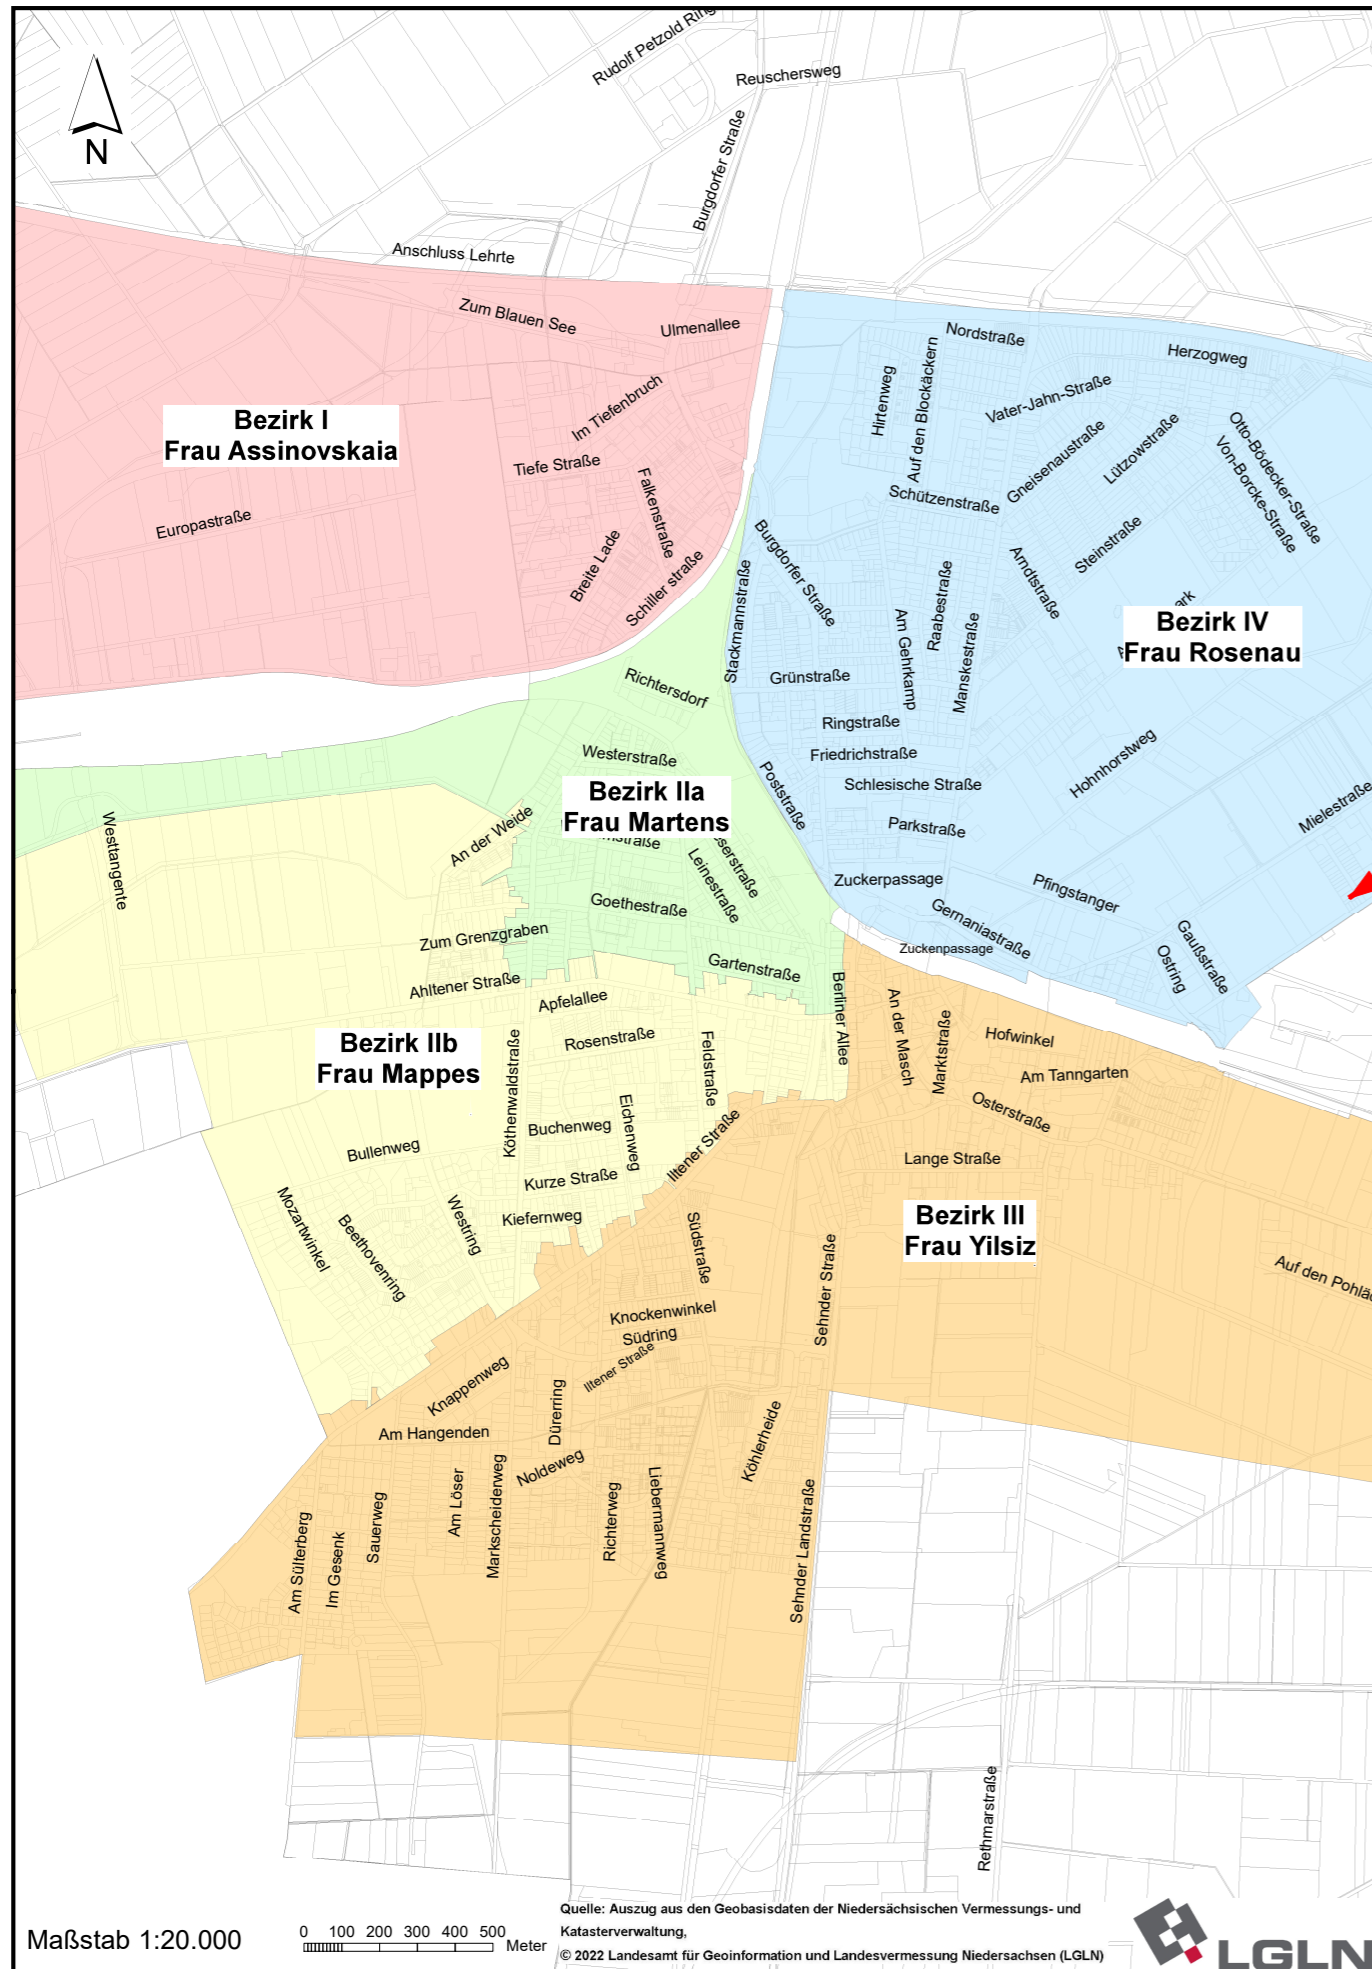 Rudolf Petzold Ring
Reuschersweg
N
Burgdorfer Straße
Anschluss Lehrte
Zum Blauen See
Ulmenallee
Nordstraße
Herzogweg
Bezirk I
Frau Assinovskaia
Im Tiefenbruch
Hirtenweg
Auf den Blockäckern
Vater-Jahn-Straße
Gneisenaustraße
Lützowstraße
Otto-Bödecker-Straße
Von-Borcke-Straße
Tiefe Straße
Falkenstraße
Schützenstraße
Europastraße
Breite Lade
Schiller straße
Burgdorfer Straße
Steinstraße
Arndtstraße
Stackmannstraße
Am Gehrkamp
Raabestraße
Manskestraße
ark
Bezirk IV
Frau Rosenau
Richtersdorf
Grünstraße
Ringstraße
Westerstraße
Friedrichstraße
Hohnhorstweg
Bezirk IIa
Frau Martens
Poststraße
Schlesische Straße
Mielestraße
Westtangente
An der Weide
straße
serstraße
Leinestraße
Parkstraße
Zuckerpassage
Pfingstanger
Goethestraße
Germaniastraße
Zum Grenzgraben
Zuckenpassage
Gaußstraße
Ostring
Ahltener Straße
Gartenstraße
Berliner Allee
Apfelallee
An der Masch
Marktstraße
Hofwinkel
Bezirk IIb
Frau Mappes
Rosenstraße
Feldstraße
Köthenwaldstraße
Am Tanngarten
Osterstraße
Eichenweg
Buchenweg
Iltener Straße
Bullenweg
Lange Straße
Kurze Straße
Mozartwinkel
Beethovenring
Westring
Kiefernweg
Südstraße
Bezirk III
Frau Yilsiz
Sehnder Straße
Auf den Pohlä
Knockenwinkel
Südring
Iltener Straße
Knappenweg
Dürerring
Am Hangenden
Köhlerheide
Noldeweg
Am Löser
Markscheiderweg
Sauerweg
Richterweg
Liebermannweg
Sehnder Landstraße
Am Sülterberg
Im Gesenk
Rethmarstraße
Maßstab 1:20.000
0 100 200 300 400 500 Meter
Quelle: Auszug aus den Geobasisdaten der Niedersächsischen Vermessungs- und
Katasterverwaltung,
© 2022 Landesamt für Geoinformation und Landesvermessung Niedersachsen (LGLN)
LGLN